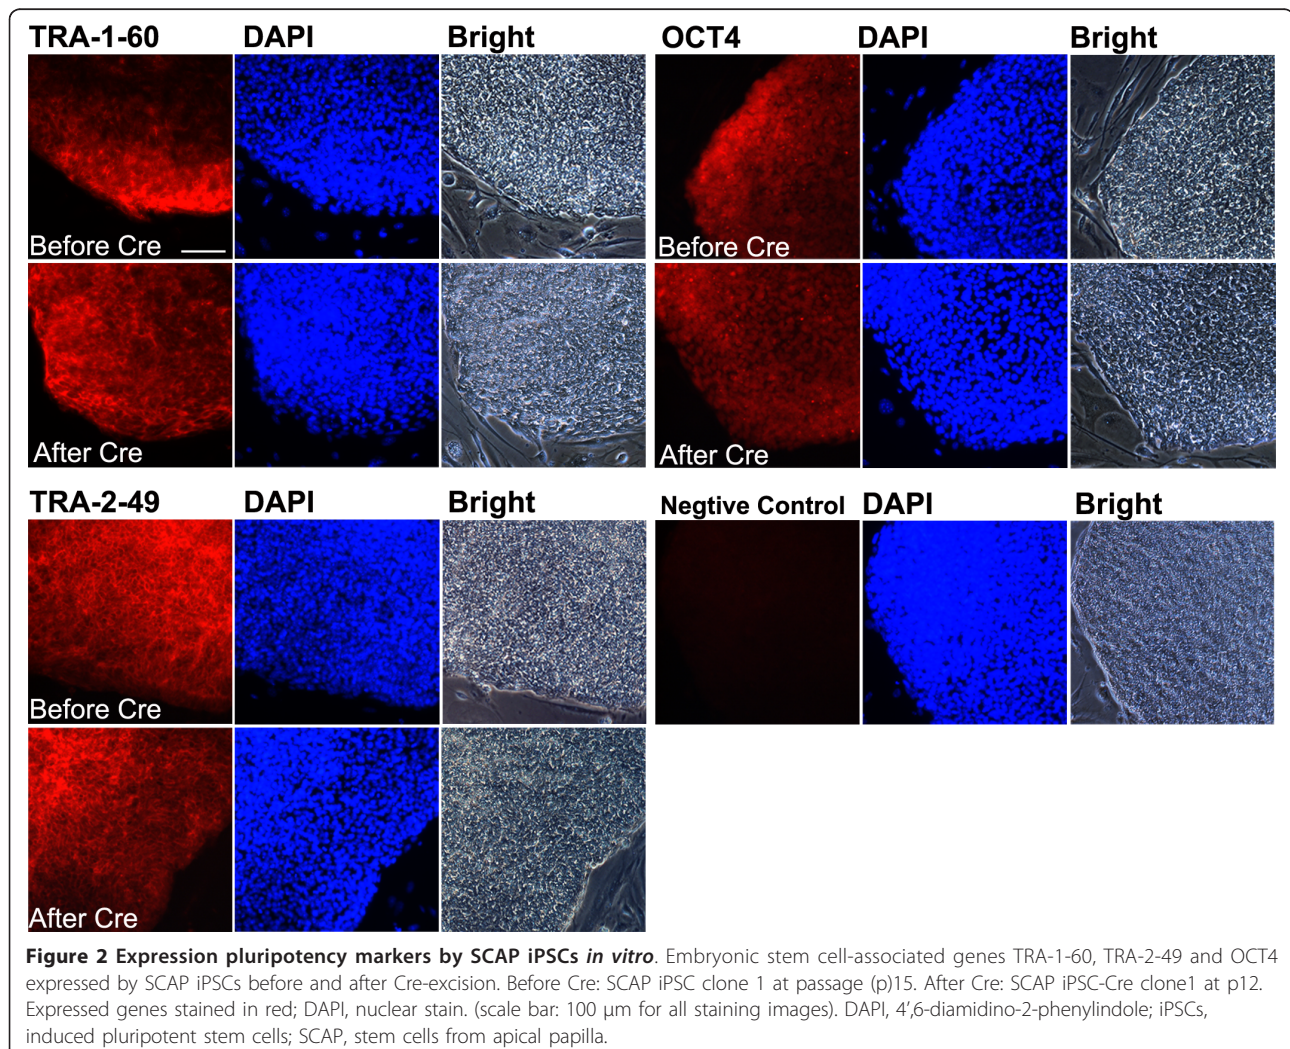 TRA-1-60 DAPI Bright OCT4 DAPI Bright
Before Cre Before Cre
After Cre After Cre
TRA-2-49 DAPI Bright Negtive Control DAPI Bright
Before Cre
After Cre
Figure 2 Expression pluripotency markers by SCAP iPSCs in vitro. Embryonic stem cell-associated genes TRA-1-60, TRA-2-49 and OCT4
expressed by SCAP iPSCs before and after Cre-excision. Before Cre: SCAP iPSC clone 1 at passage (p)15. After Cre: SCAP iPSC-Cre clone1 at p12.
Expressed genes stained in red; DAPI, nuclear stain. (scale bar: 100 μm for all staining images). DAPI, 4′,6-diamidino-2-phenylindole; iPSCs,
induced pluripotent stem cells; SCAP, stem cells from apical papilla.